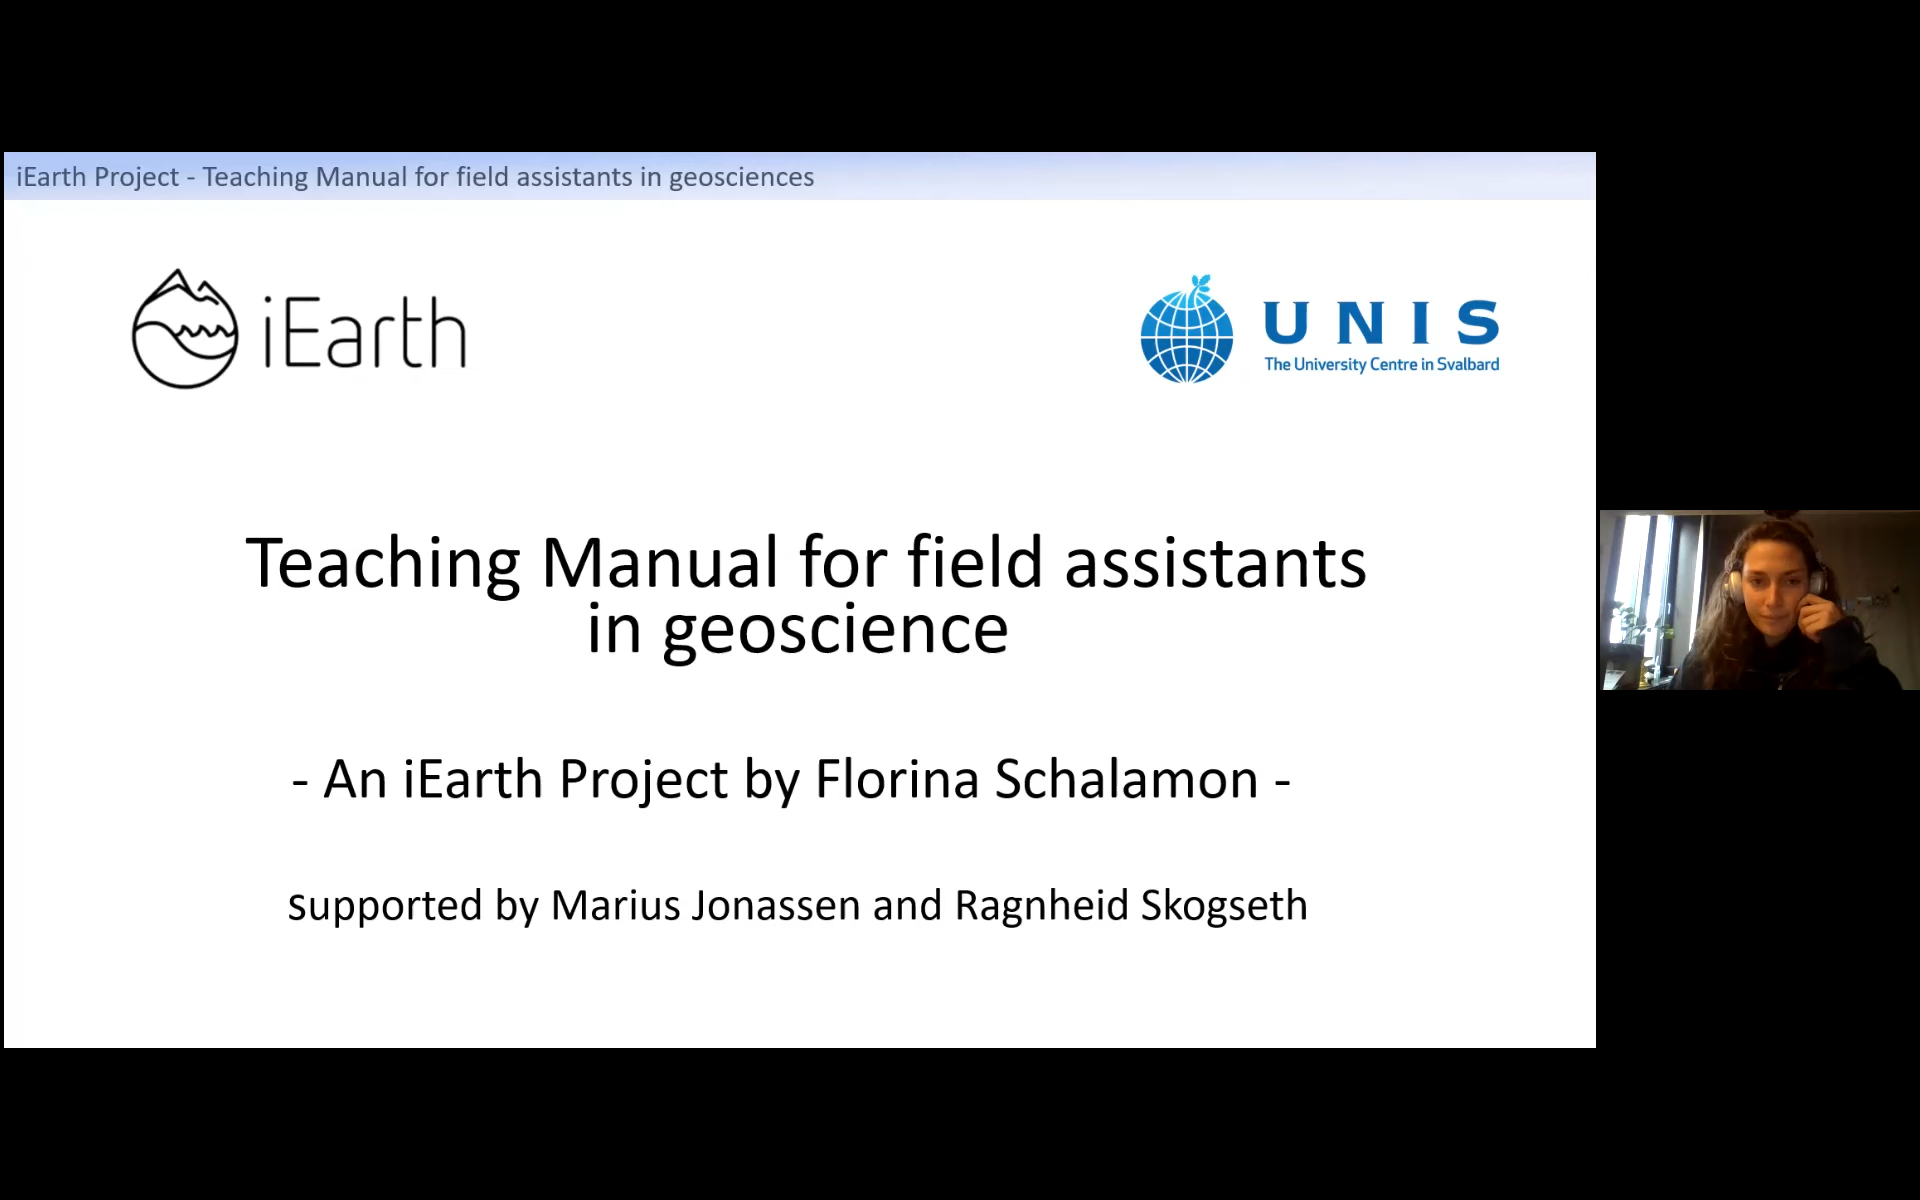 iEarth Project - Teaching Manual for field assistants in geosciences
iEarth
UNIS
The University Centre in Svalbard
Teaching Manual for field assistants
in geoscience
- An iEarth Project by Florina Schalamon -
supported by Marius Jonassen and Ragnheid Skogseth